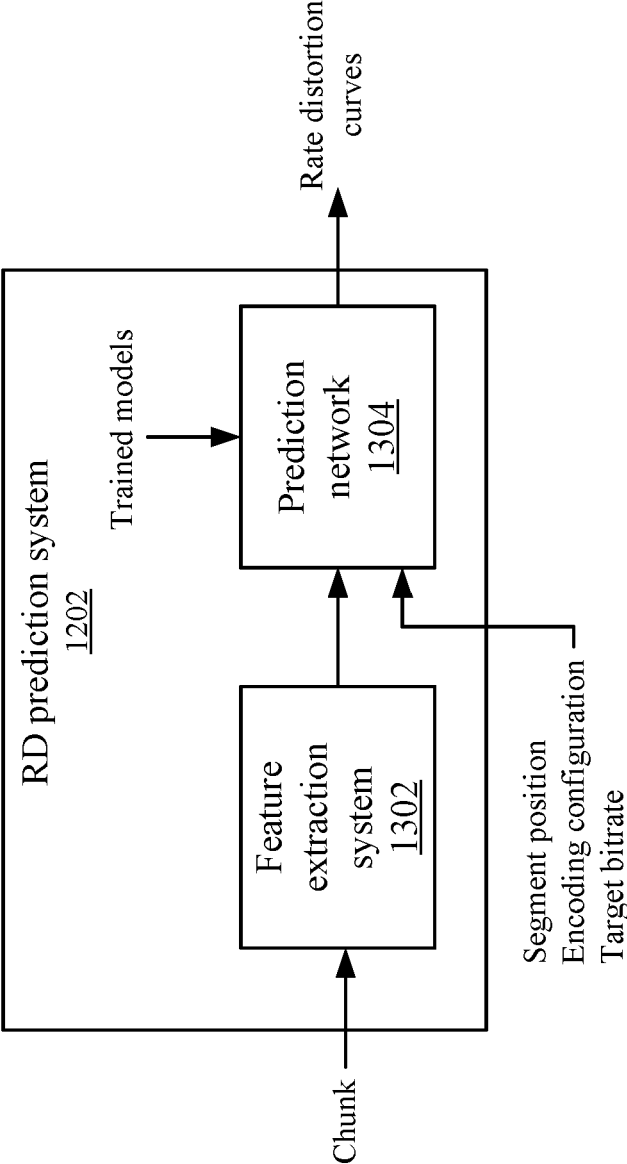 RD prediction system
1202
Trained models
Chunk
Feature
extraction
system
1302
Prediction
network
1304
Rate distortion
curves
Segment position
Encoding configuration
Target bitrate